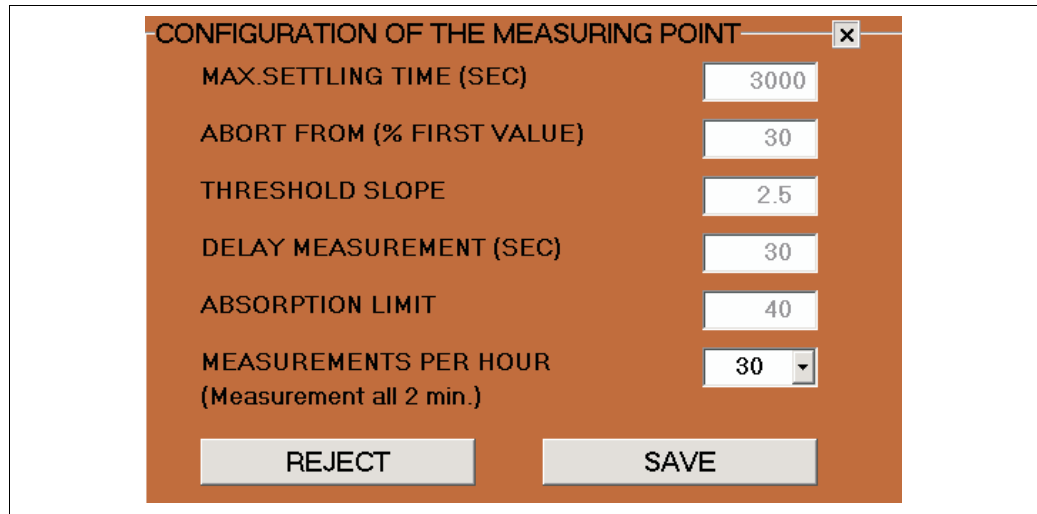 CONFIGURATION OF THE MEASURING POINT
MAX.SETTLING TIME (SEC) 3000
ABORT FROM (% FIRST VALUE) 30
THRESHOLD SLOPE 2.5
DELAY MEASUREMENT (SEC) 30
ABSORPTION LIMIT 40
MEASUREMENTS PER HOUR 30
(Measurement all 2 min.)
REJECT SAVE